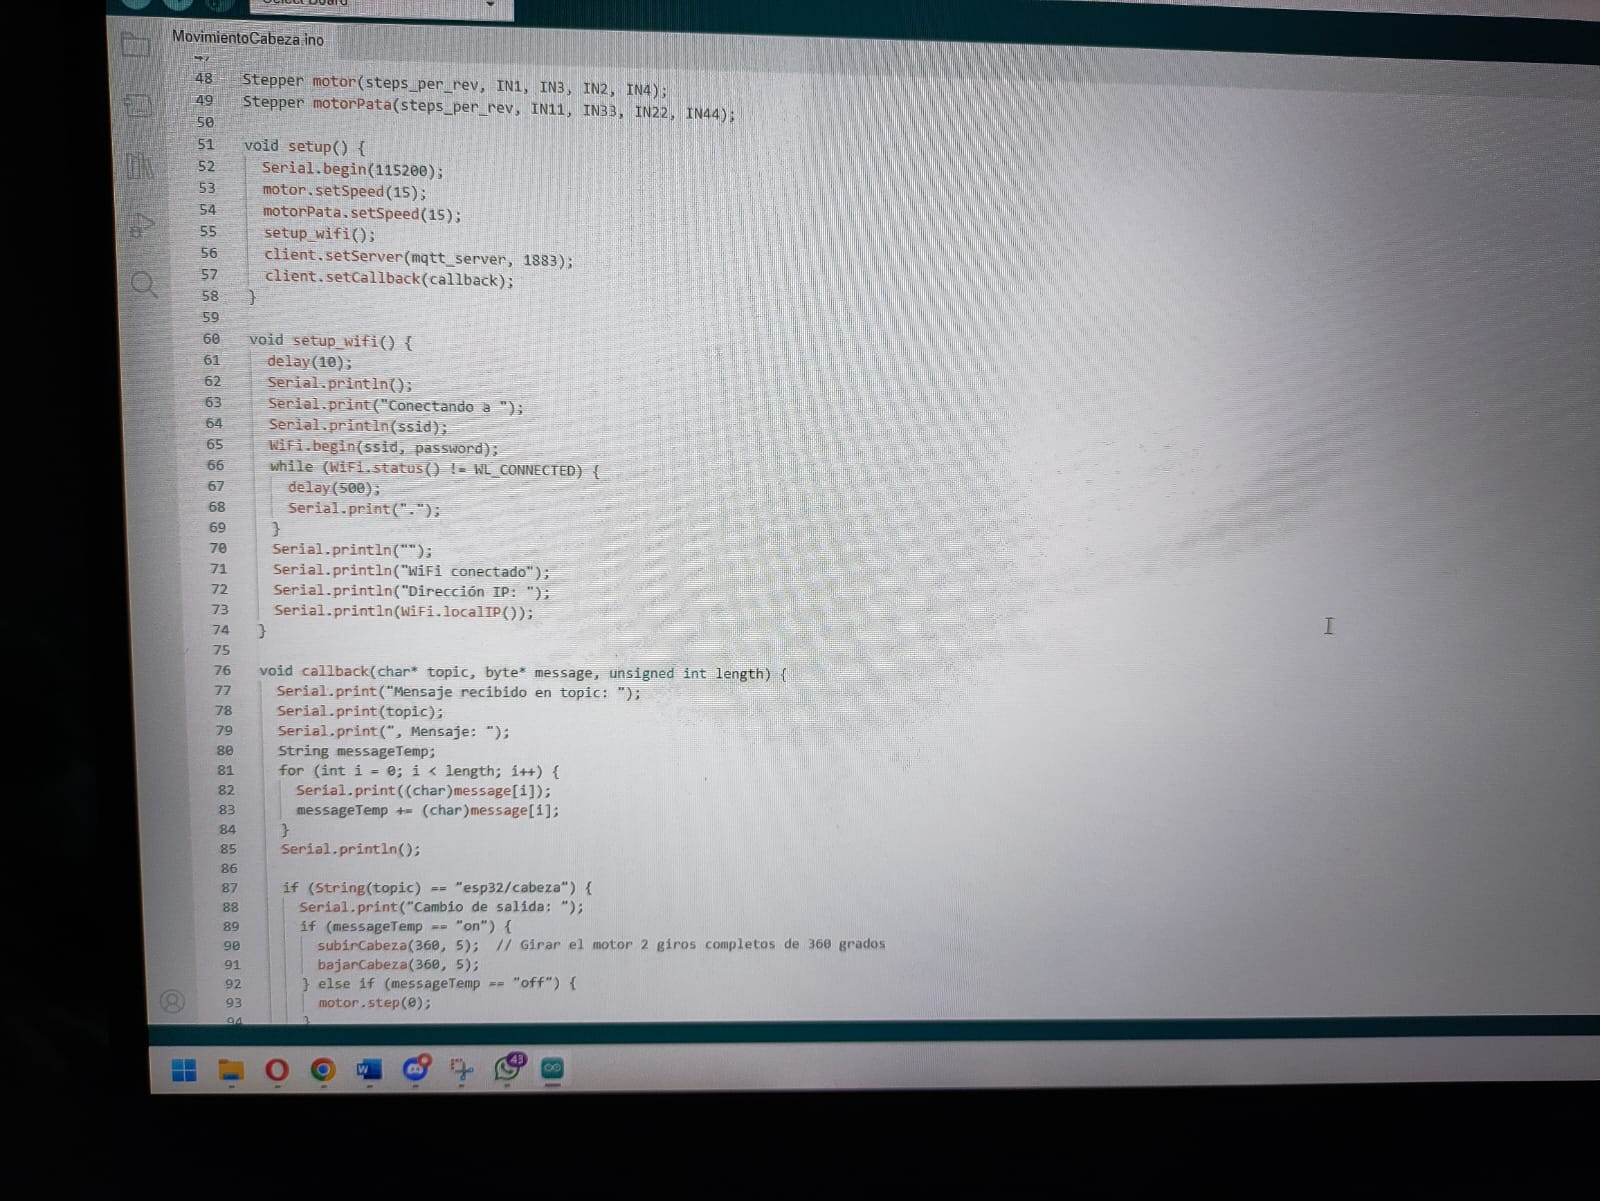 Select Board
MovimientoCabeza.ino
47
48 Stepper motor(steps_per_rev, IN1, IN3, IN2, IN4);
49 Stepper motorPata(steps_per_rev, IN11, IN33, IN22, IN44);
50
51 void setup() {
52 Serial.begin(115200);
53 motor.setSpeed(15);
54 motorPata.setSpeed(15);
55 setup_wifi();
56 client.setServer(mqtt_server, 1883);
57 client.setCallback(callback);
58 }
59
60 void setup_wifi() {
61 delay(10);
62 Serial.println();
63 Serial.print("Conectando a ");
64 Serial.println(ssid);
65 WiFi.begin(ssid, password);
66 while (WiFi.status() != WL_CONNECTED) {
67 delay(500);
68 Serial.print(".");
69 }
70 Serial.println("");
71 Serial.println("WiFi conectado");
72 Serial.println("Dirección IP: ");
73 Serial.println(WiFi.localIP());
74 }
75
76 void callback(char* topic, byte* message, unsigned int length) {
77 Serial.print("Mensaje recibido en topic: ");
78 Serial.print(topic);
79 Serial.print(", Mensaje: ");
80 String messageTemp;
81 for (int i = 0; i < length; i++) {
82 Serial.print((char)message[i]);
83 messageTemp += (char)message[i];
84 }
85 Serial.println();
86
87 if (String(topic) == "esp32/cabeza") {
88 Serial.print("Cambio de salida: ");
89 if (messageTemp == "on") {
90 subirCabeza(360, 5); // Girar el motor 2 giros completos de 360 grados
91 bajarCabeza(360, 5);
92 } else if (messageTemp == "off") {
93 motor.step(0);
94 }
43